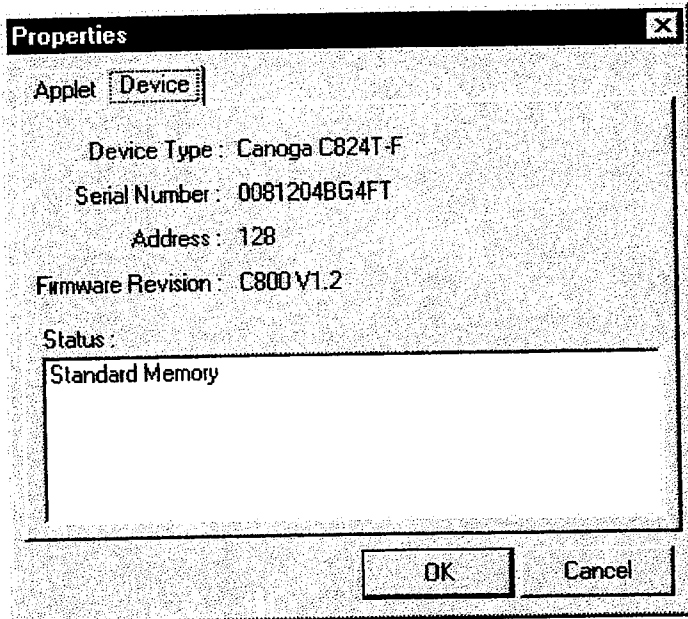 Properties
Applet Device
Device Type : Canoga C824T-F
Serial Number : 0081204BG4FT
Address : 128
Firmware Revision : C800 V1.2
Status :
Standard Memory
OK Cancel